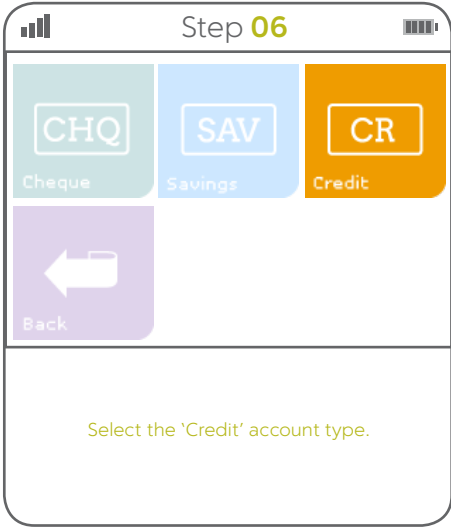 Step 06
CHQ SAV CR
Cheque Savings Credit
Back
Select the ‘Credit’ account type.